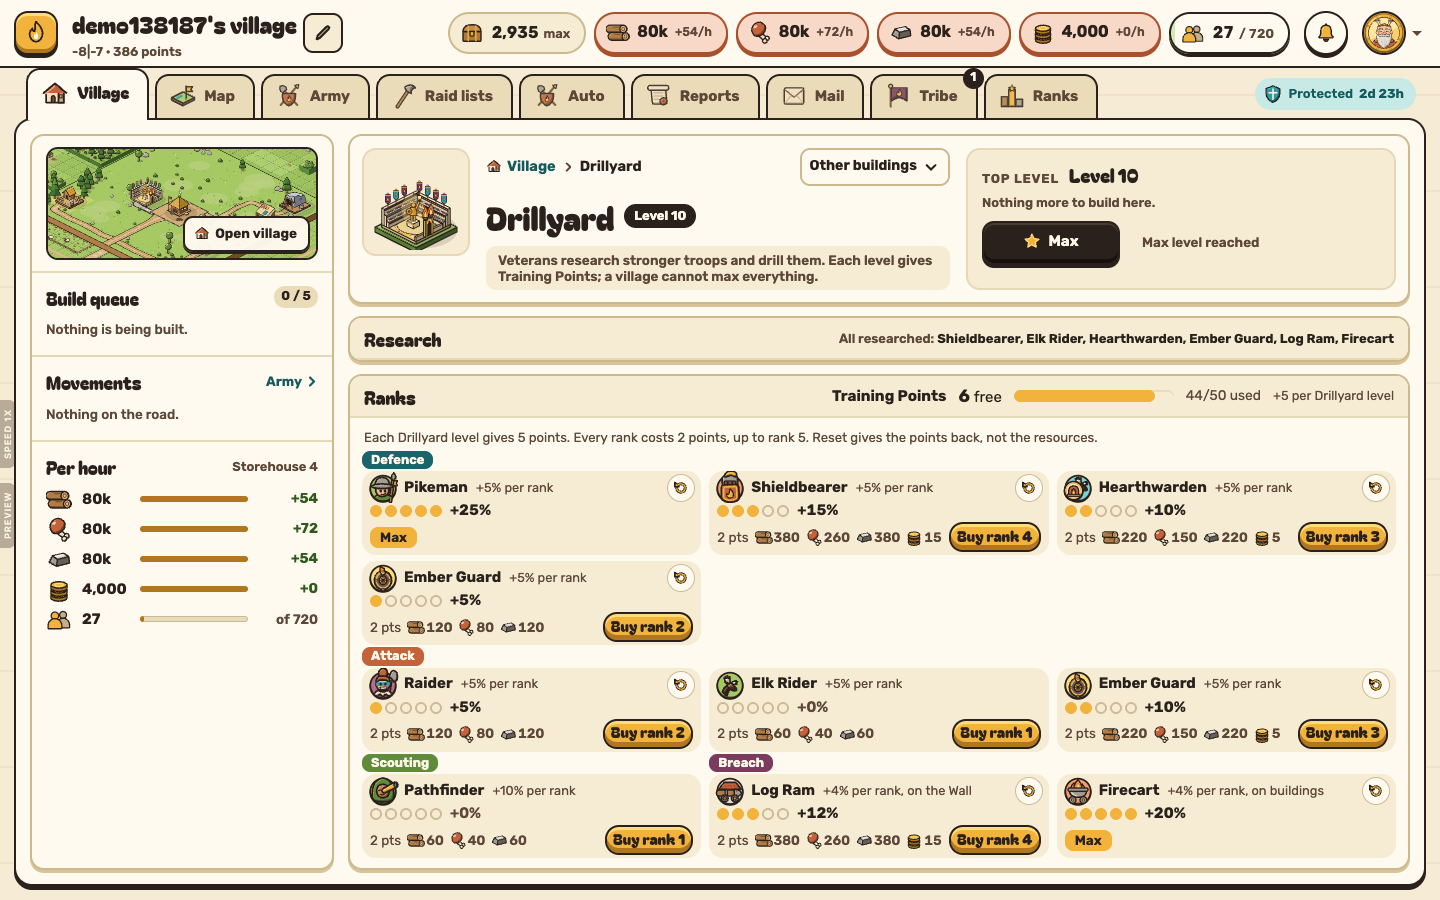 demo138187's village
-8|-7 • 386 points
2,935 max
80k +54/h
80k +72/h
80k +54/h
4,000 +0/h
27 / 720
Village
Map
Army
Raid lists
Auto
Reports
Mail
Tribe
1
Ranks
Protected 2d 23h
SPEED 1X
PREVIEW
Open village
Build queue
0 / 5
Nothing is being built.
Movements
Army
Nothing on the road.
Per hour
Storehouse 4
80k +54
80k +72
80k +54
4,000 +0
27 of 720
Village > Drillyard
Other buildings
Drillyard Level 10
Veterans research stronger troops and drill them. Each level gives
Training Points; a village cannot max everything.
TOP LEVEL Level 10
Nothing more to build here.
Max
Max level reached
Research
All researched: Shieldbearer, Elk Rider, Hearthwarden, Ember Guard, Log Ram, Firecart
Ranks
Training Points 6 free
44/50 used
+5 per Drillyard level
Each Drillyard level gives 5 points. Every rank costs 2 points, up to rank 5. Reset gives the points back, not the resources.
Defence
Pikeman +5% per rank
+25%
Max
Shieldbearer +5% per rank
+15%
2 pts 380 260 380 15 Buy rank 4
Hearthwarden +5% per rank
+10%
2 pts 220 150 220 5 Buy rank 3
Ember Guard +5% per rank
+5%
2 pts 120 80 120 Buy rank 2
Attack
Raider +5% per rank
+5%
2 pts 120 80 120 Buy rank 2
Elk Rider +5% per rank
+0%
2 pts 60 40 60 Buy rank 1
Ember Guard +5% per rank
+10%
2 pts 220 150 220 5 Buy rank 3
Scouting
Pathfinder +10% per rank
+0%
2 pts 60 40 60 Buy rank 1
Breach
Log Ram +4% per rank, on the Wall
+12%
2 pts 380 260 380 15 Buy rank 4
Firecart +4% per rank, on buildings
+20%
Max